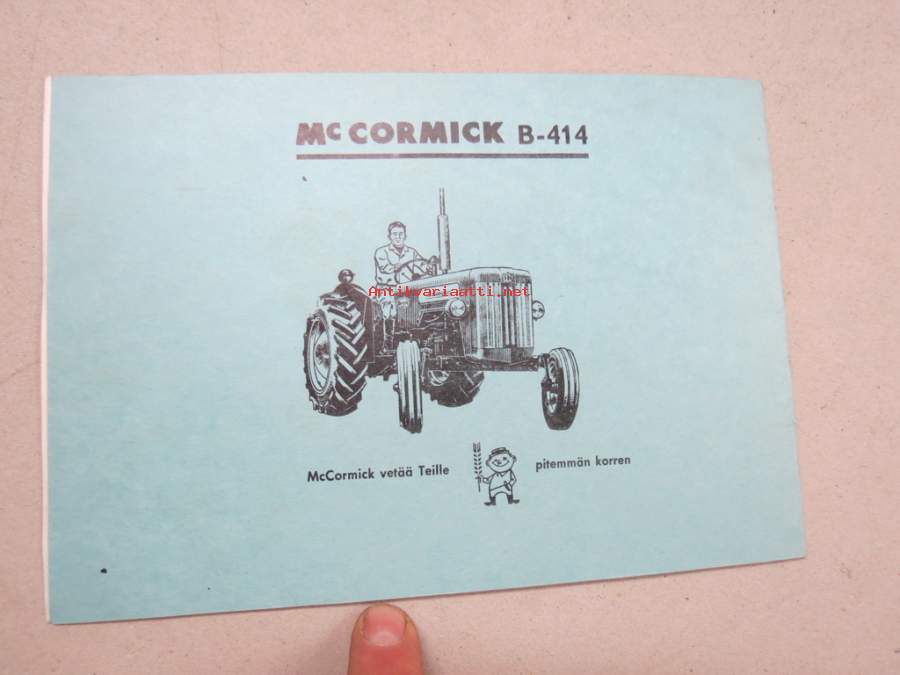 McCORMICK B-414
Antikvariaatti.net
McCormick vetää Teille pitemmän korren